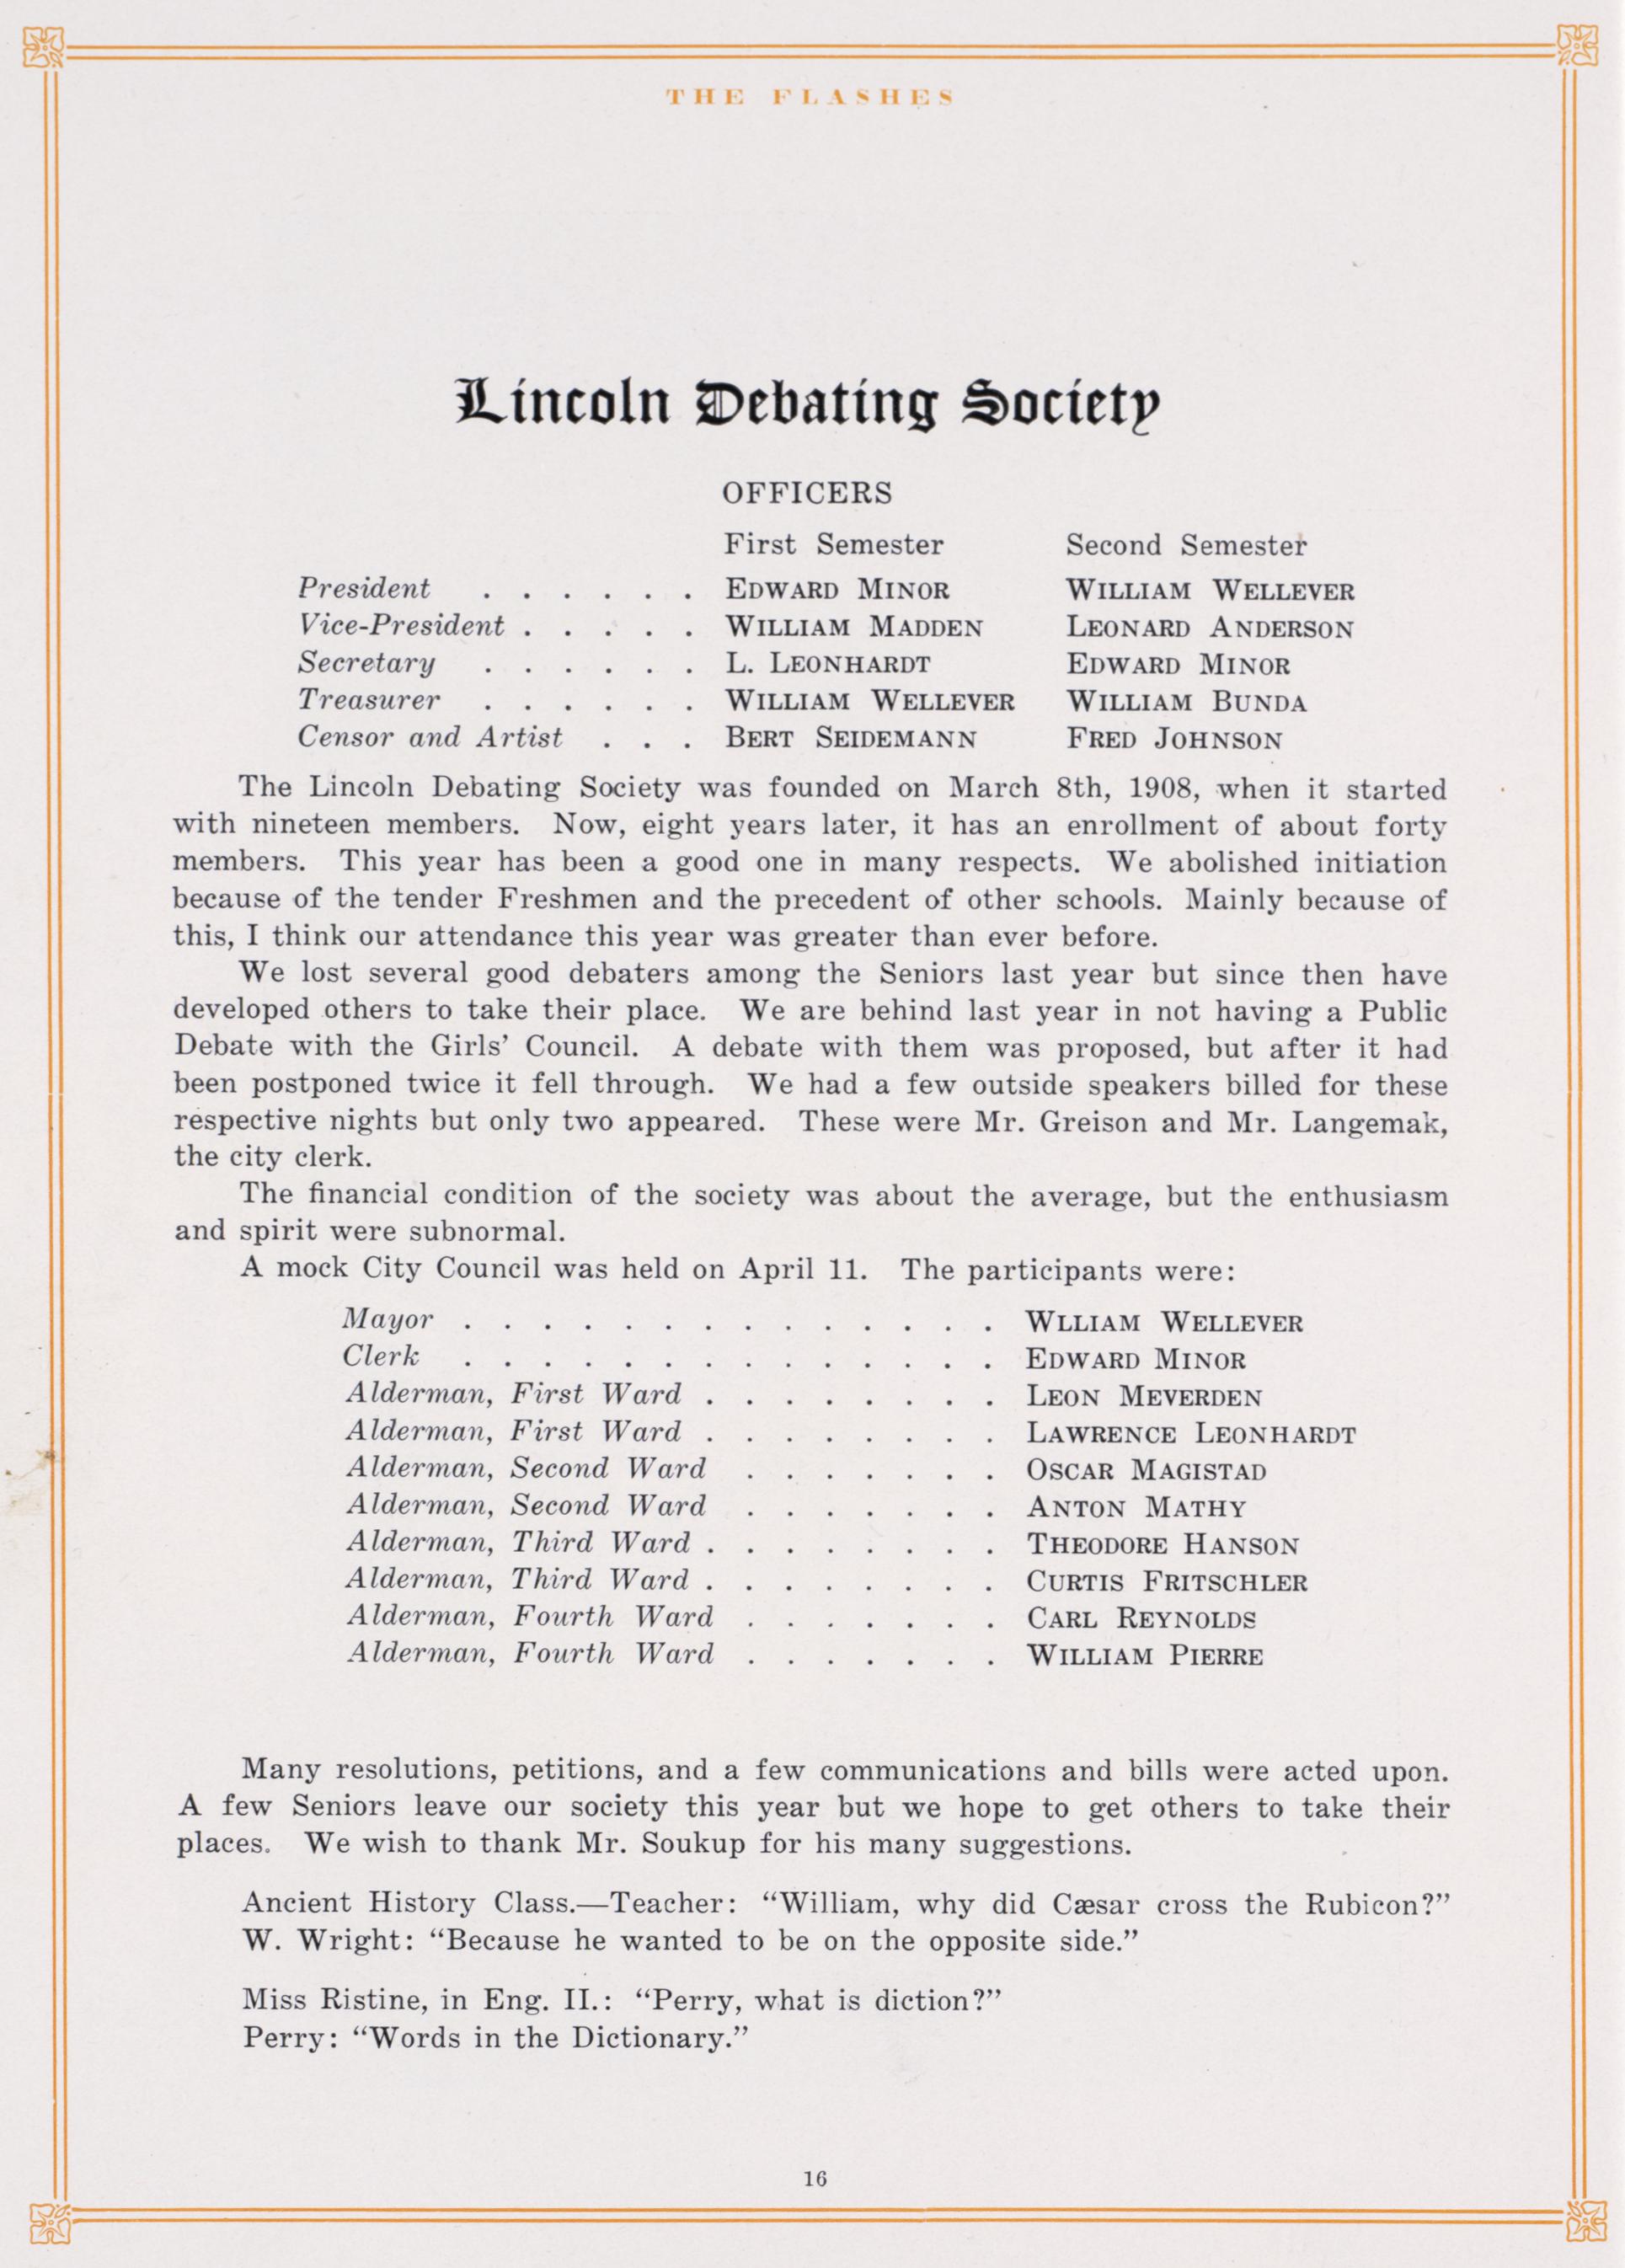 THE FLASHES
Lincoln Debating Society
OFFICERS
First Semester Second Semester
President . . . . . . EDWARD MINOR WILLIAM WELLEVER
Vice-President . . . . . WILLIAM MADDEN LEONARD ANDERSON
Secretary . . . . . . L. LEONHARDT EDWARD MINOR
Treasurer . . . . . . WILLIAM WELLEVER WILLIAM BUNDA
Censor and Artist . . . BERT SEIDEMANN FRED JOHNSON
The Lincoln Debating Society was founded on March 8th, 1908, when it started
with nineteen members. Now, eight years later, it has an enrollment of about forty
members. This year has been a good one in many respects. We abolished initiation
because of the tender Freshmen and the precedent of other schools. Mainly because of
this, I think our attendance this year was greater than ever before.
We lost several good debaters among the Seniors last year but since then have
developed others to take their place. We are behind last year in not having a Public
Debate with the Girls' Council. A debate with them was proposed, but after it had
been postponed twice it fell through. We had a few outside speakers billed for these
respective nights but only two appeared. These were Mr. Greison and Mr. Langemak,
the city clerk.
The financial condition of the society was about the average, but the enthusiasm
and spirit were subnormal.
A mock City Council was held on April 11. The participants were:
Mayor . . . . . . . . . . . . . . WLLIAM WELLEVER
Clerk . . . . . . . . . . . . . . EDWARD MINOR
Alderman, First Ward . . . . . . . . LEON MEVERDEN
Alderman, First Ward . . . . . . . . LAWRENCE LEONHARDT
Alderman, Second Ward . . . . . . . OSCAR MAGISTAD
Alderman, Second Ward . . . . . . . ANTON MATHY
Alderman, Third Ward . . . . . . . . THEODORE HANSON
Alderman, Third Ward . . . . . . . . CURTIS FRITSCHLER
Alderman, Fourth Ward . . . . . . . CARL REYNOLDS
Alderman, Fourth Ward . . . . . . . WILLIAM PIERRE
Many resolutions, petitions, and a few communications and bills were acted upon.
A few Seniors leave our society this year but we hope to get others to take their
places. We wish to thank Mr. Soukup for his many suggestions.
Ancient History Class.—Teacher: “William, why did Cæsar cross the Rubicon?”
W. Wright: “Because he wanted to be on the opposite side.”
Miss Ristine, in Eng. II.: “Perry, what is diction?”
Perry: “Words in the Dictionary.”
16